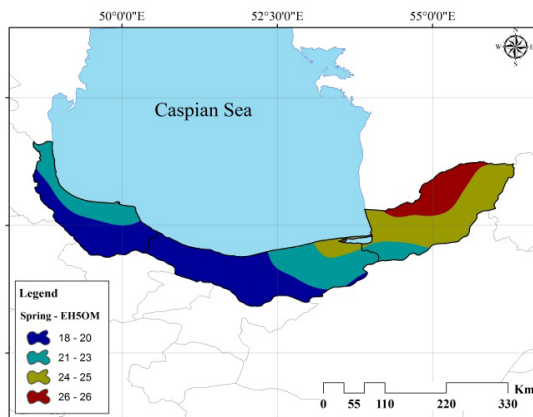 50°0'0"E 52°30'0"E 55°0'0"E
N
W E
S
Caspian Sea
Legend
Spring - EH5OM
18 - 20
21 - 23
24 - 25
26 - 26
Km
0 55 110 220 330